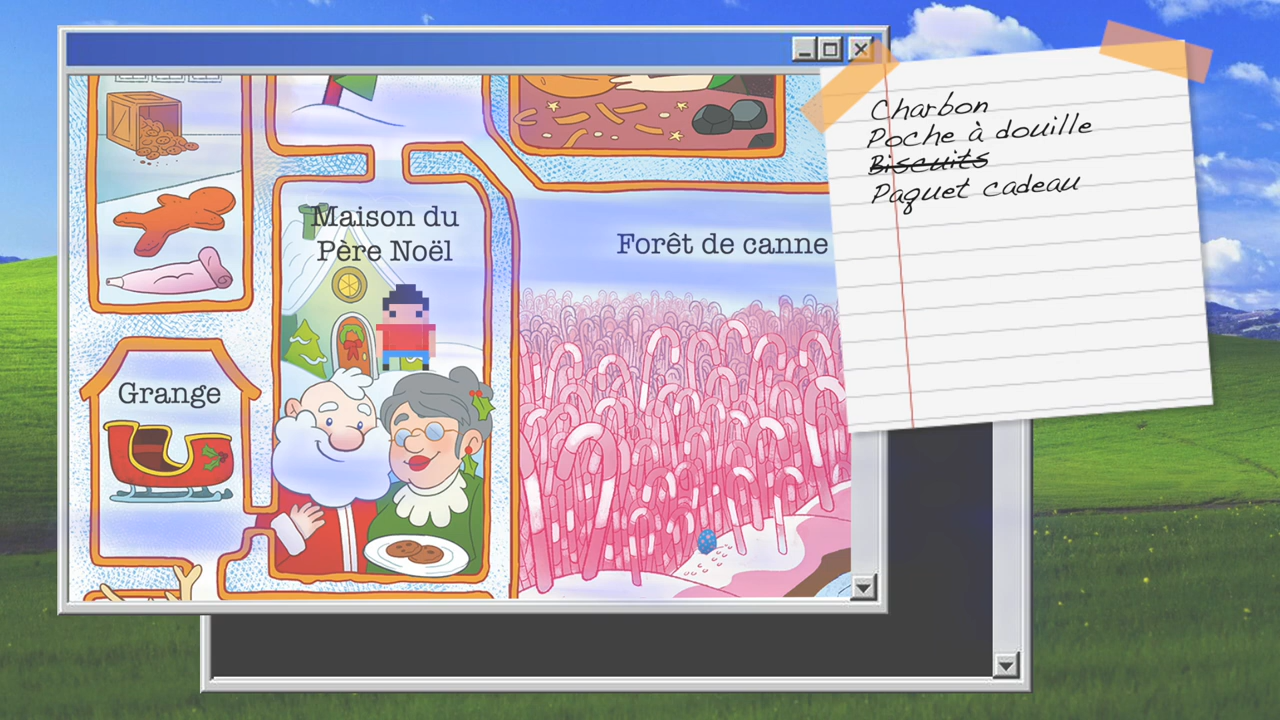 Maison du
Père Noël
Forêt de canne
Grange
Charbon
Poche à douille
Biscuits
Paquet cadeau